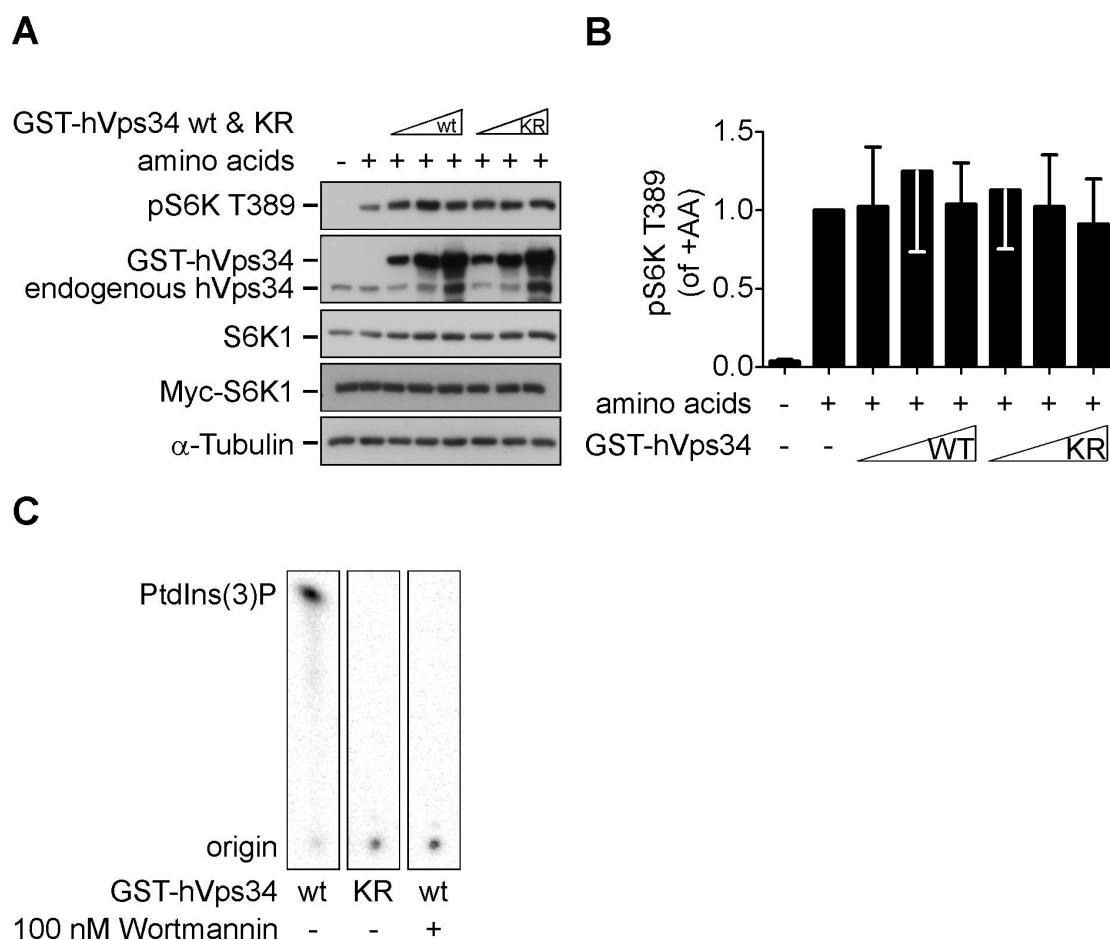 A
GST-hVps34 wt & KR
wt
KR
amino acids - + + + + + + +
pS6K T389
GST-hVps34
endogenous hVps34
S6K1
Myc-S6K1
α-Tubulin
B
pS6K T389
(of +AA)
1.5
1.0
0.5
0.0
amino acids - + + + + + + +
GST-hVps34 - - WT KR
C
PtdIns(3)P
origin
GST-hVps34 wt KR wt
100 nM Wortmannin - - +